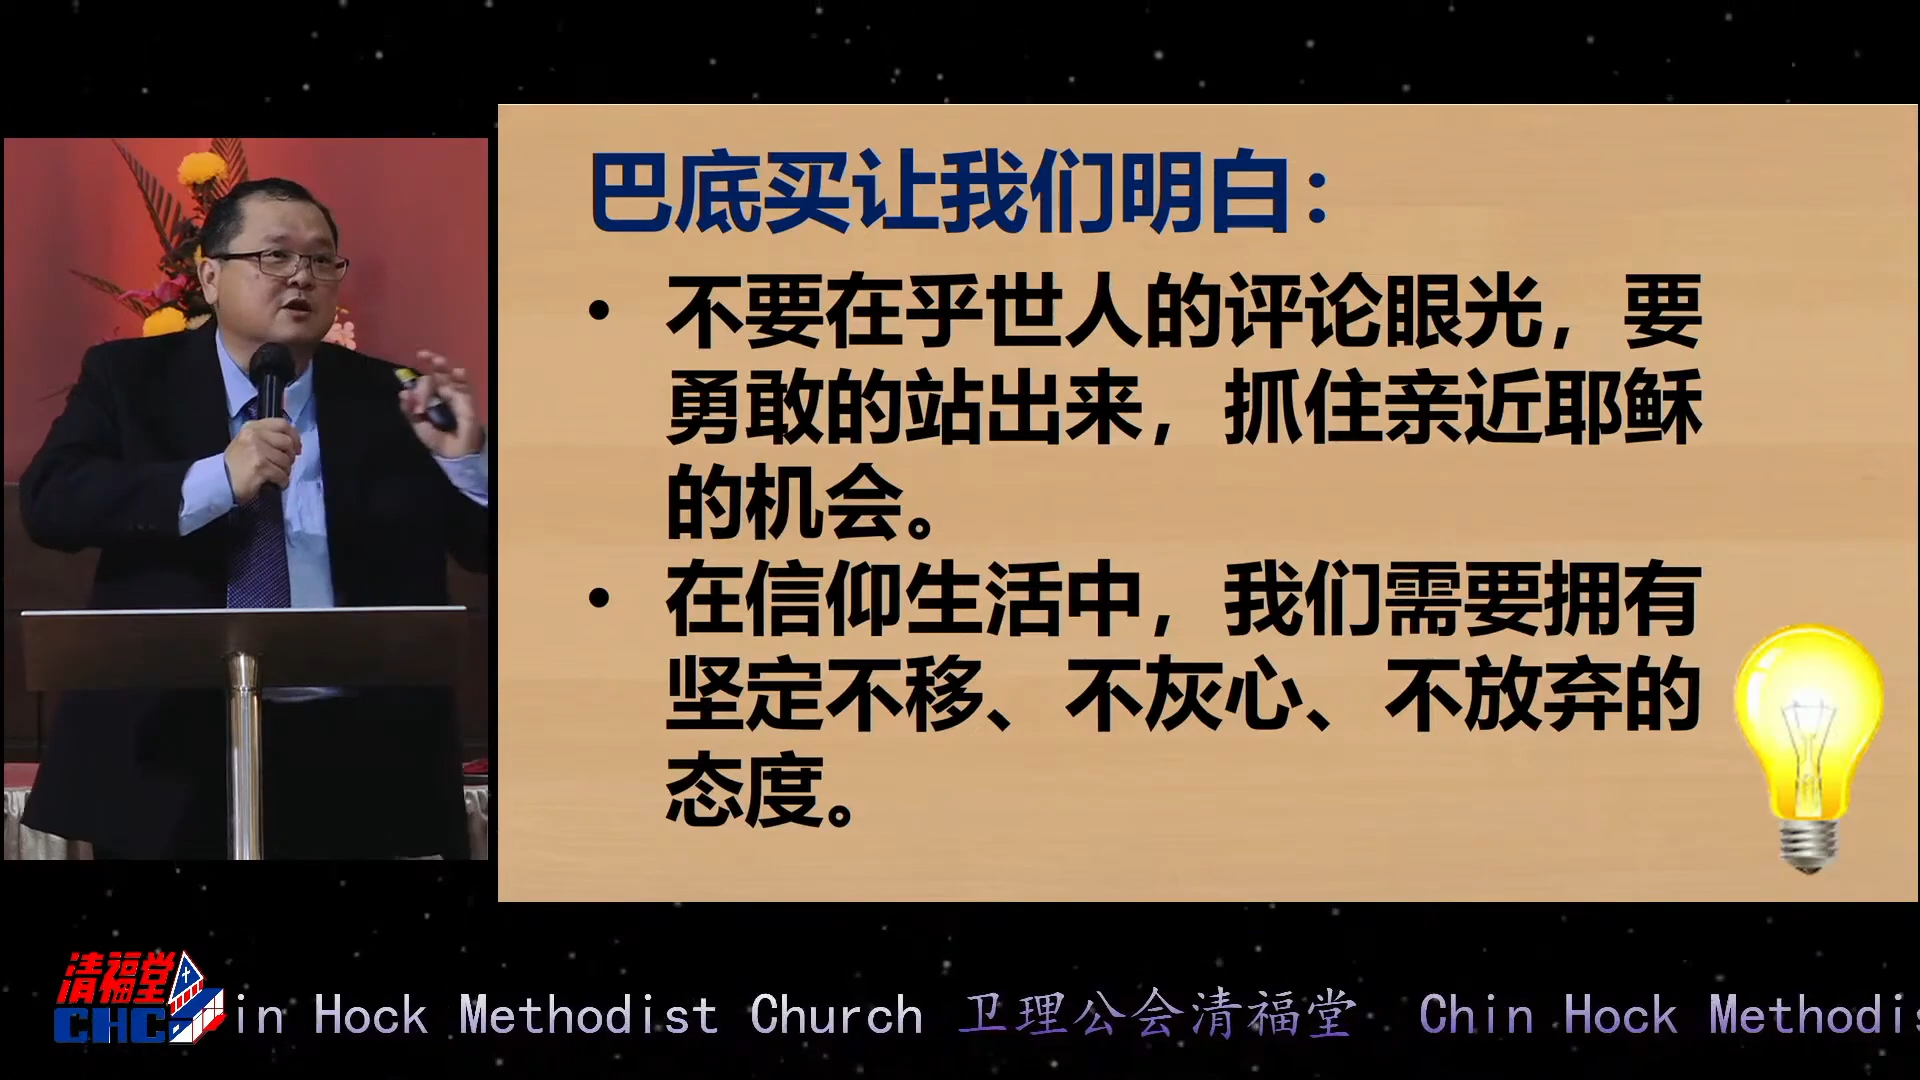 巴底买让我们明白：
• 不要在乎世人的评论眼光，要
勇敢的站出来，抓住亲近耶稣
的机会。
• 在信仰生活中，我们需要拥有
坚定不移、不灰心、不放弃的
态度。
清福堂
CHC
in Hock Methodist Church 卫理公会清福堂 Chin Hock Methodis